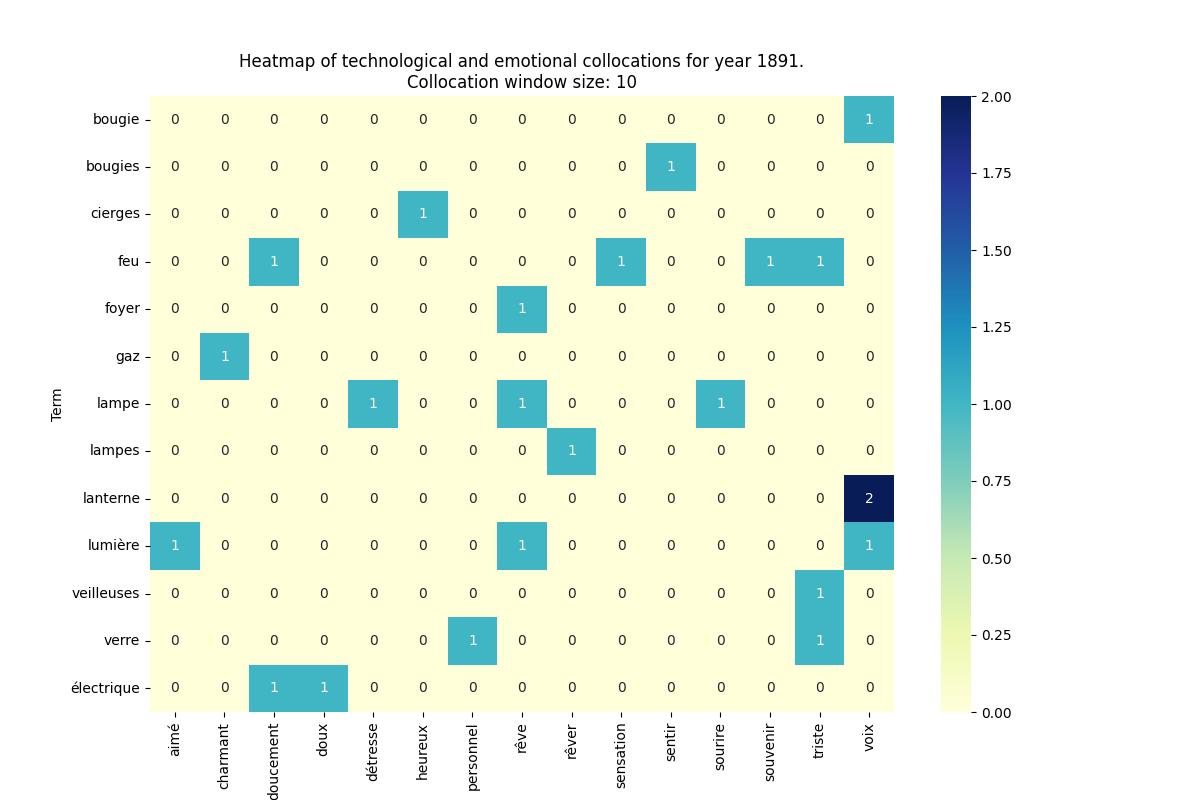 Heatmap of technological and emotional collocations for year 1891.
Collocation window size: 10
Term
bougie 0 0 0 0 0 0 0 0 0 0 0 0 0 0 1
bougies 0 0 0 0 0 0 0 0 0 0 1 0 0 0 0
cierges 0 0 0 0 0 1 0 0 0 0 0 0 0 0 0
feu 0 0 1 0 0 0 0 0 0 1 0 0 1 1 0
foyer 0 0 0 0 0 0 0 1 0 0 0 0 0 0 0
gaz 0 1 0 0 0 0 0 0 0 0 0 0 0 0 0
lampe 0 0 0 0 1 0 0 1 0 0 0 1 0 0 0
lampes 0 0 0 0 0 0 0 0 1 0 0 0 0 0 0
lanterne 0 0 0 0 0 0 0 0 0 0 0 0 0 0 2
lumière 1 0 0 0 0 0 0 1 0 0 0 0 0 0 1
veilleuses 0 0 0 0 0 0 0 0 0 0 0 0 0 1 0
verre 0 0 0 0 0 0 1 0 0 0 0 0 0 1 0
électrique 0 0 1 1 0 0 0 0 0 0 0 0 0 0 0
aimé charmant doucement doux détresse heureux personnel rêve rêver sensation sentir sourire souvenir triste voix
2.00
1.75
1.50
1.25
1.00
0.75
0.50
0.25
0.00